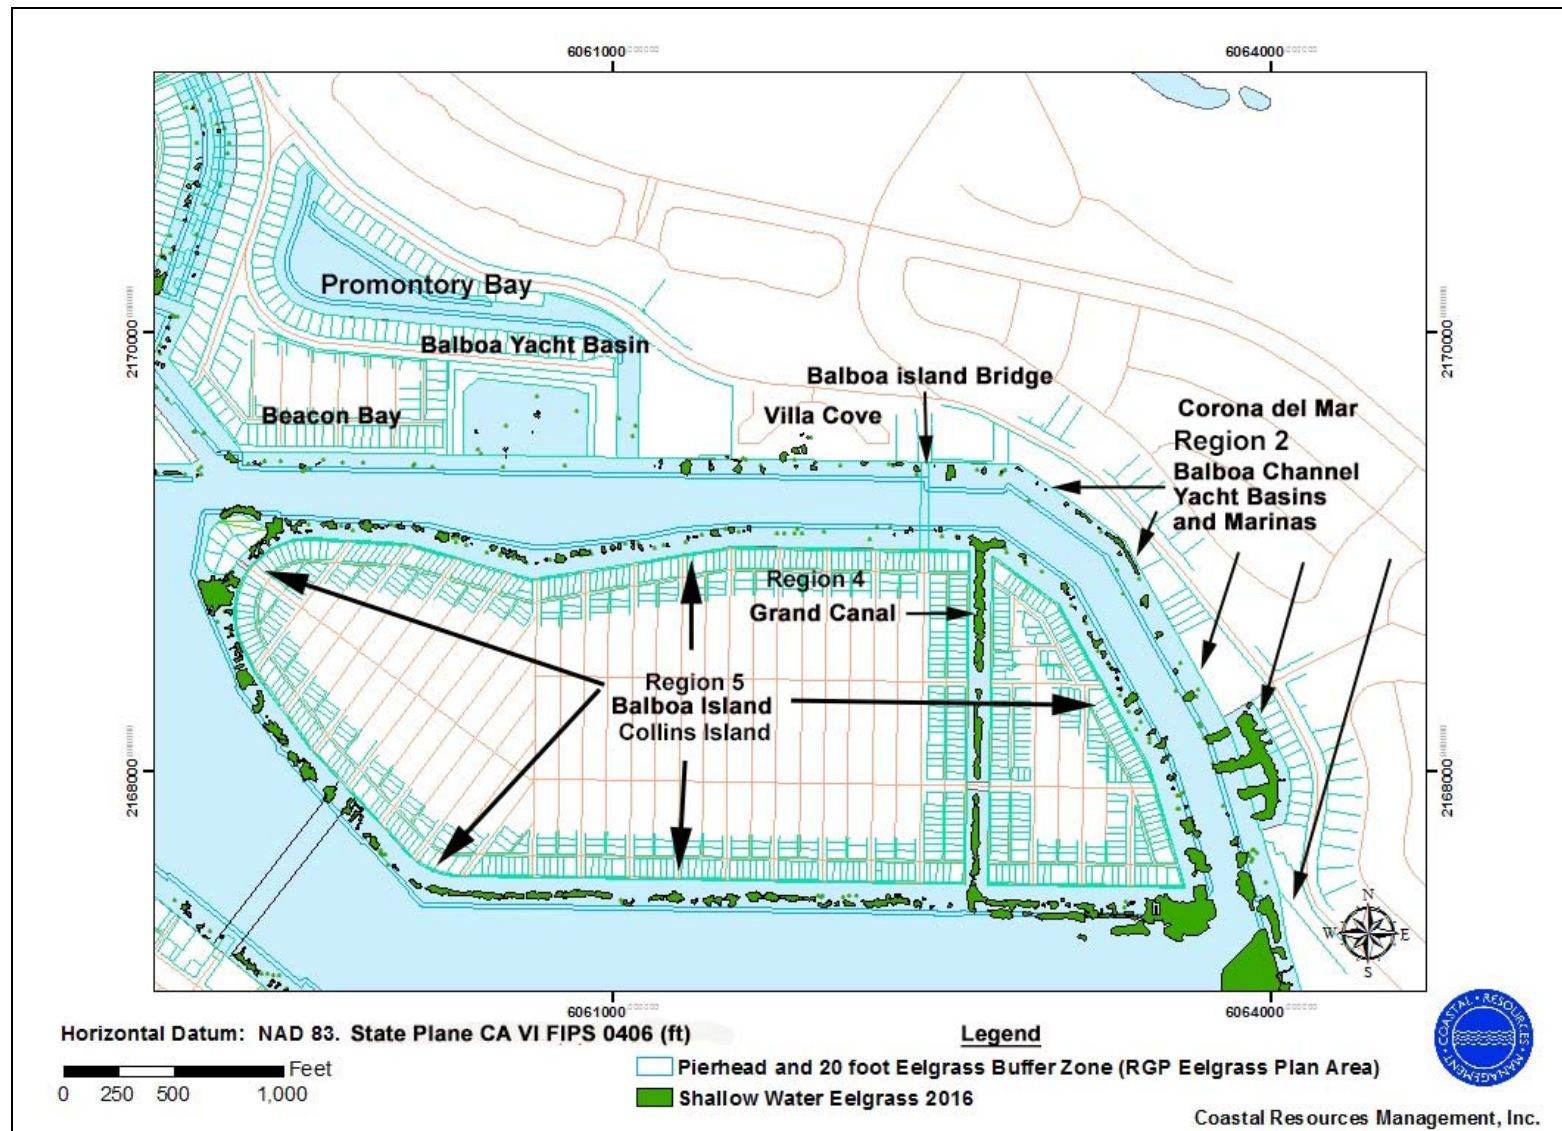 6061000
6064000
Promontory Bay
2170000
2170000
Balboa Yacht Basin
Balboa island Bridge
Beacon Bay
Villa Cove
Corona del Mar
Region 2
Balboa Channel
Yacht Basins
and Marinas
Region 4
Grand Canal
Region 5
Balboa Island
Collins Island
2168000
2168000
N
W E
S
6061000
6064000
Horizontal Datum: NAD 83. State Plane CA VI FIPS 0406 (ft)
Feet
0 250 500 1,000
Legend
Pierhead and 20 foot Eelgrass Buffer Zone (RGP Eelgrass Plan Area)
Shallow Water Eelgrass 2016
COASTAL • RESOURCES • MANAGEMENT •
Coastal Resources Management, Inc.